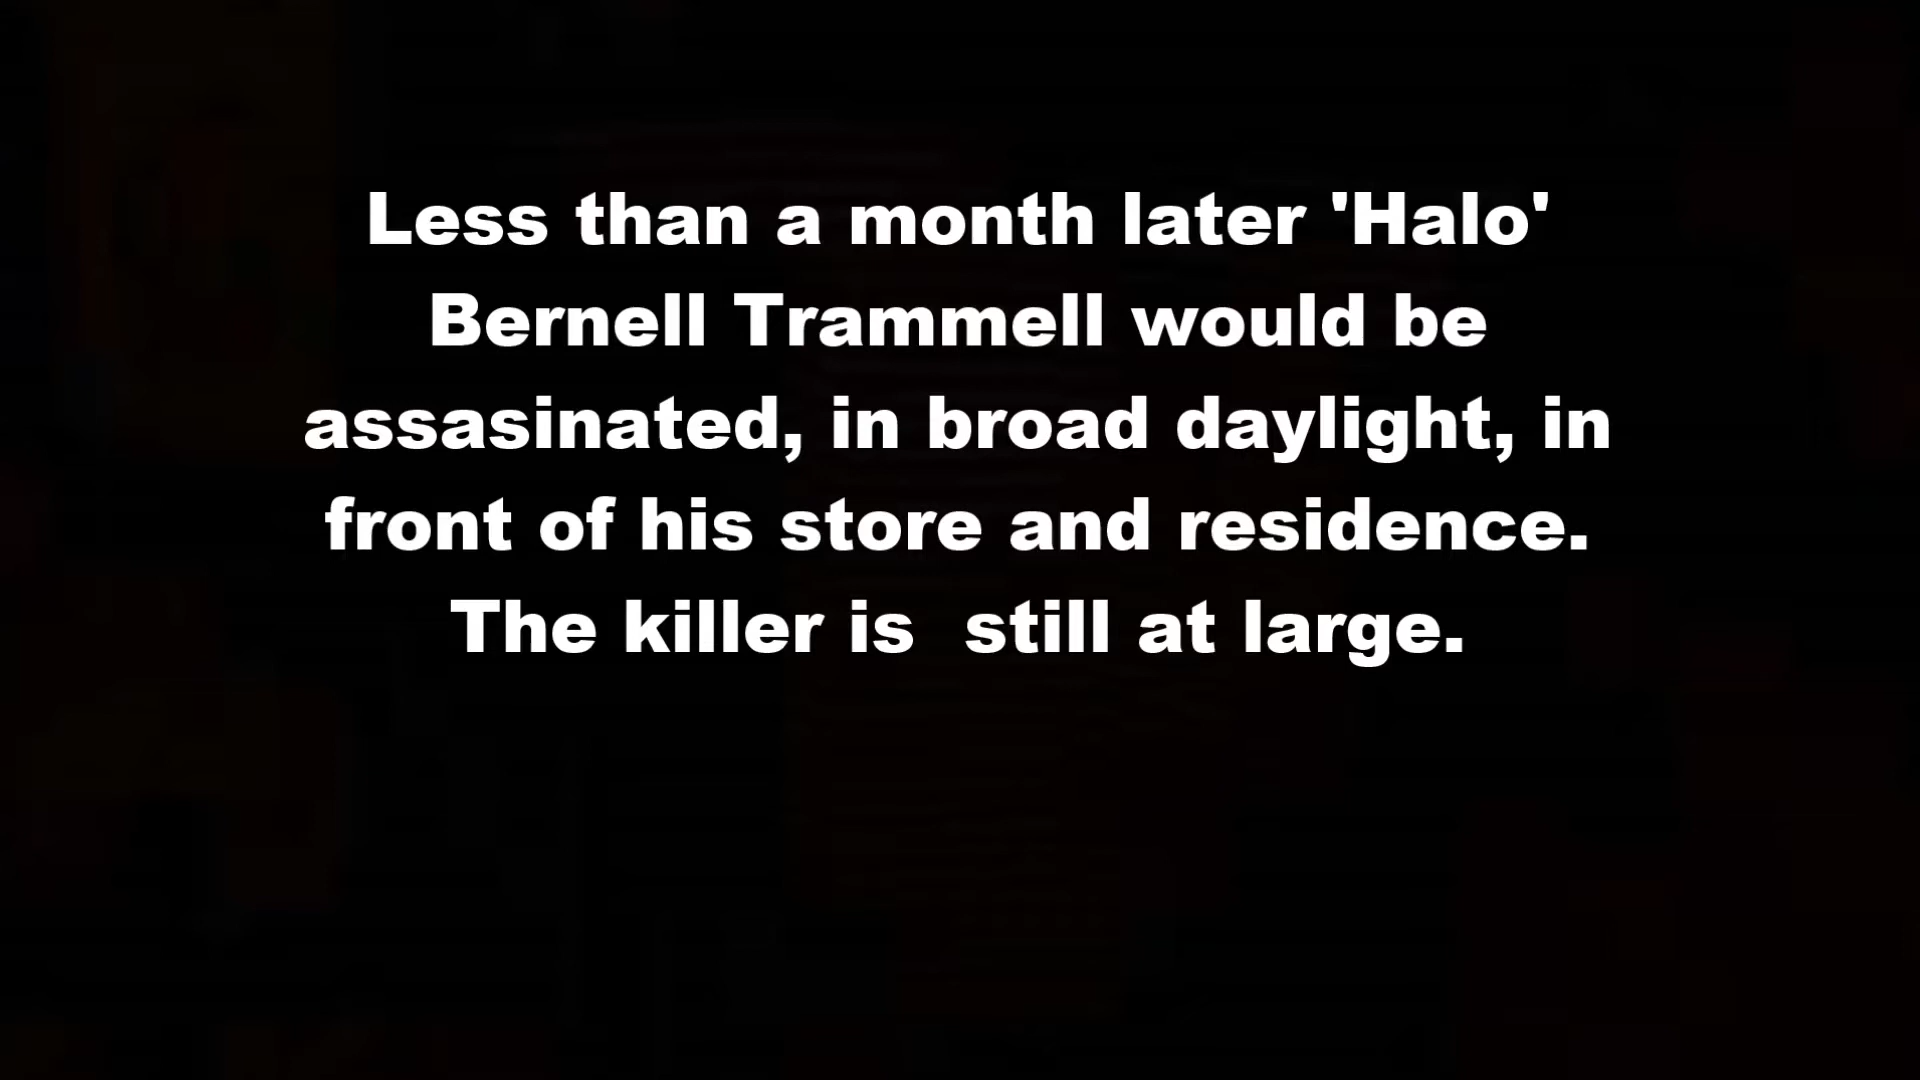 Less than a month later 'Halo'
Bernell Trammell would be
assasinated, in broad daylight, in
front of his store and residence.
The killer is  still at large.